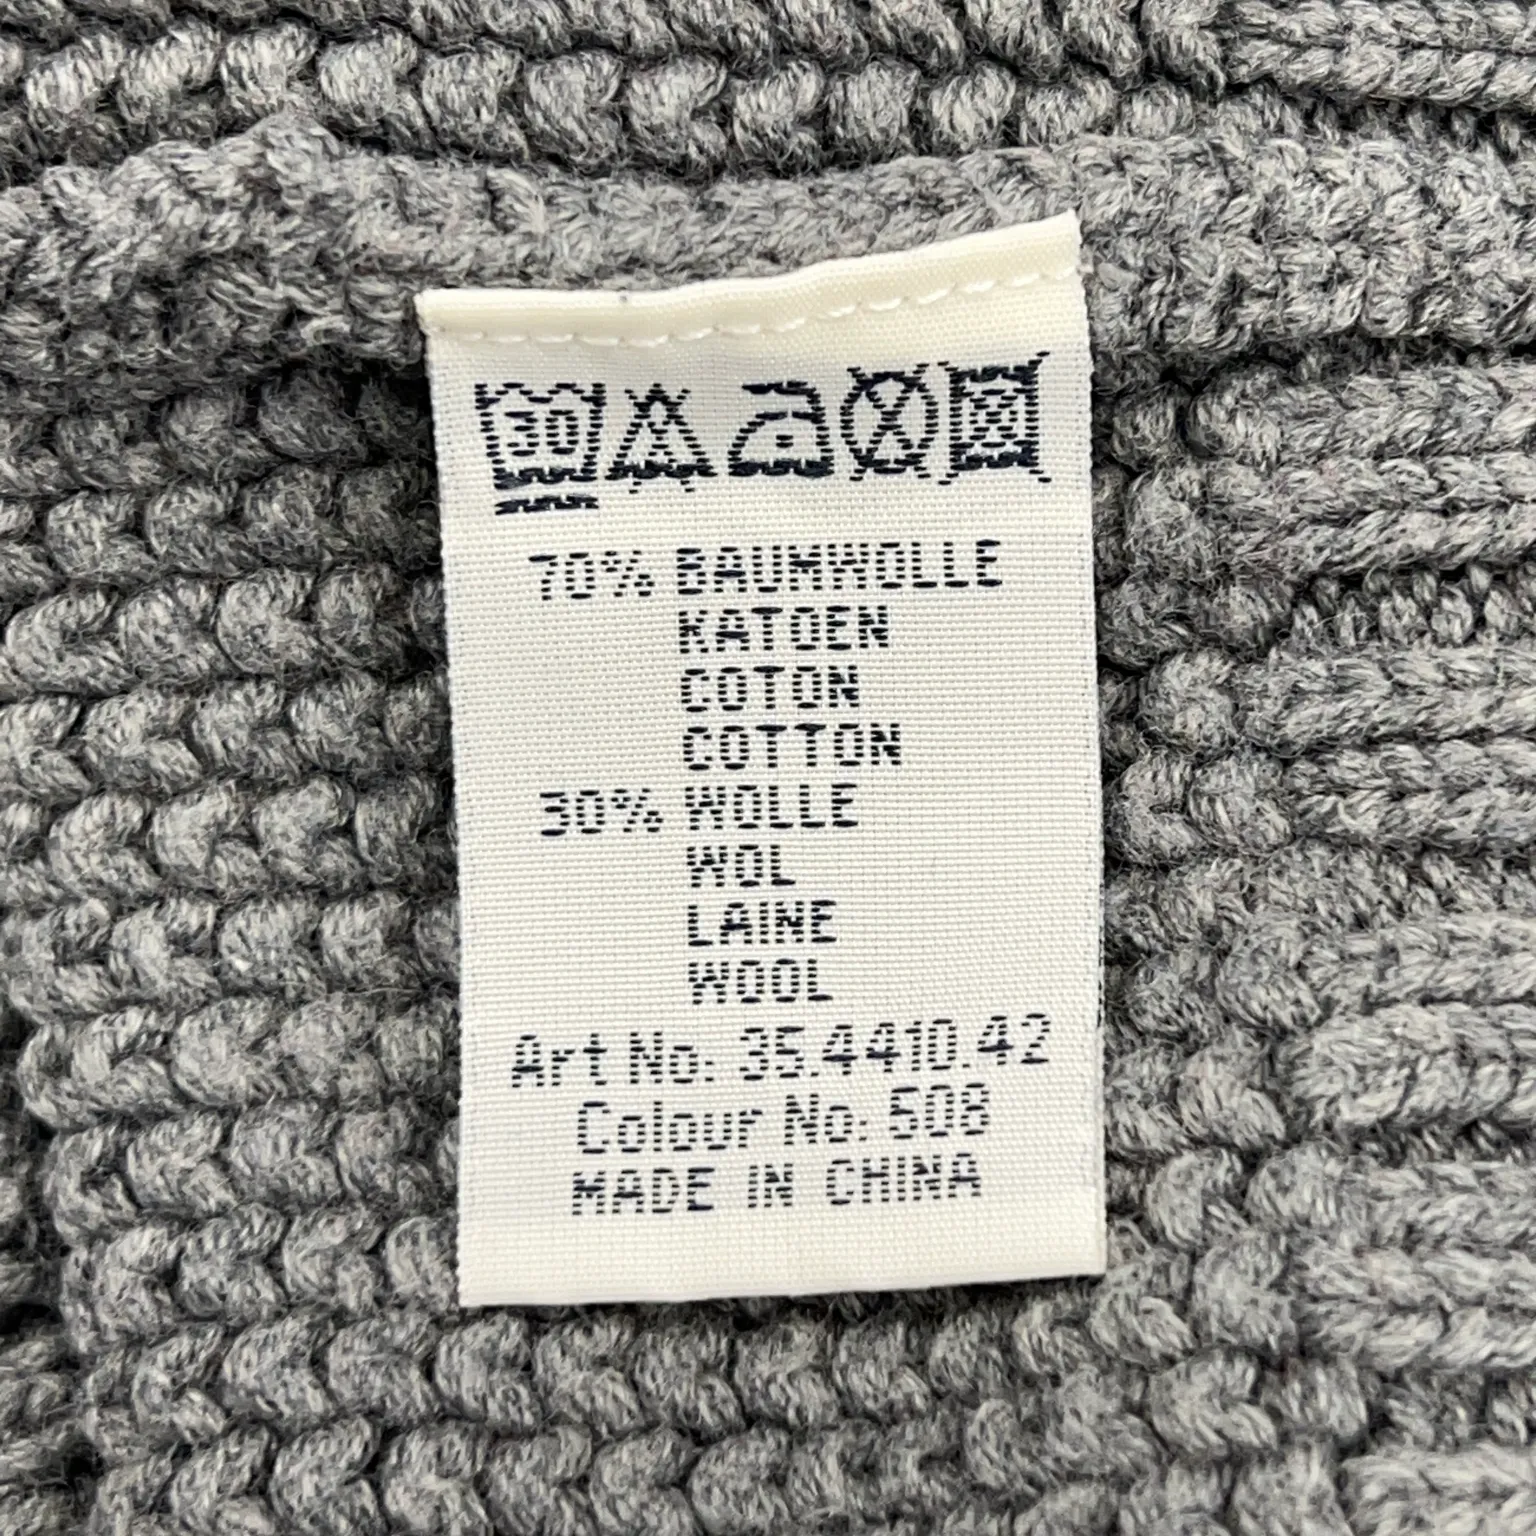 30
70% BAUMWOLLE
KATOEN
COTON
COTTON
30% WOLLE
WOL
LAINE
WOOL
Art No: 35.4410.42
Colour No: 508
MADE IN CHINA